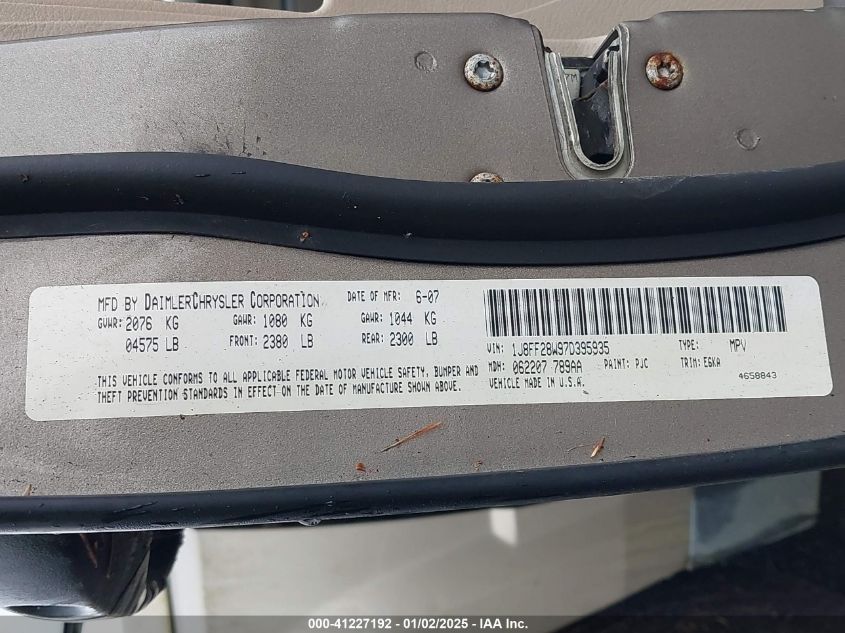 MFD BY DAIMLERCHRYSLER CORPORATION DATE OF MFR: 6-07
GVWR: 2076 KG GAWR: 1080 KG GAWR: 1044 KG
04575 LB FRONT: 2380 LB REAR: 2300 LB
THIS VEHICLE CONFORMS TO ALL APPLICABLE FEDERAL MOTOR VEHICLE SAFETY, BUMPER AND
THEFT PREVENTION STANDARDS IN EFFECT ON THE DATE OF MANUFACTURE SHOWN ABOVE.
VIN: 1J8FF28W97D395935 TYPE: MPV
MDH: 062207 789AA PAINT: PJC TRIM: E6KA
VEHICLE MADE IN U.S.A. 4658843
000-41227192 - 01/02/2025 - IAA Inc.